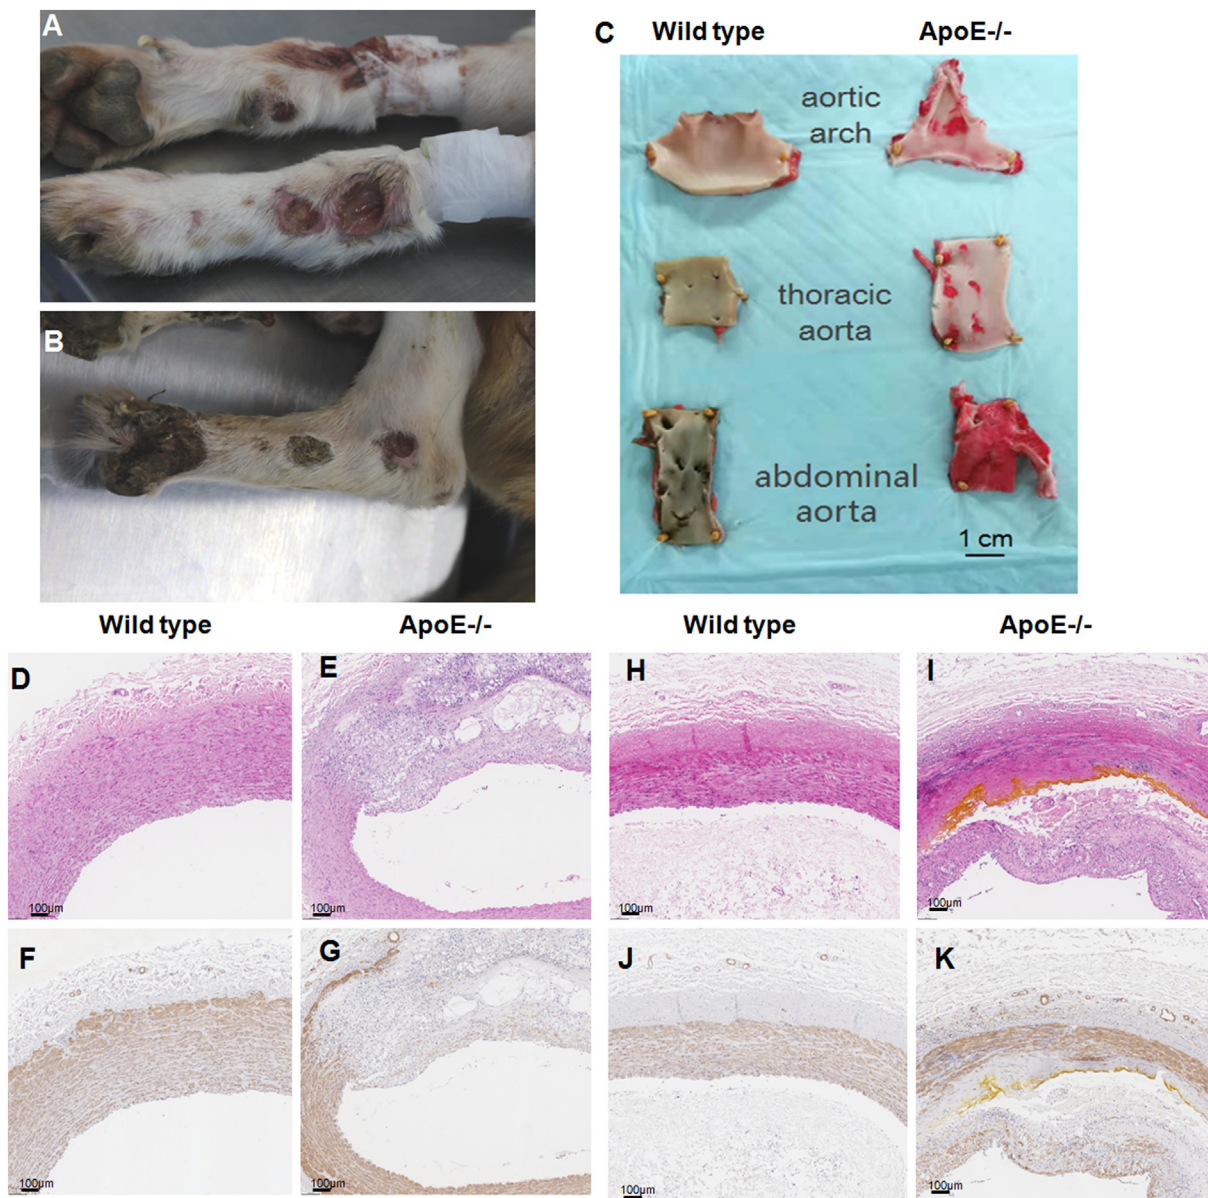 A
B
C
Wild type
ApoE-/-
aortic
arch
thoracic
aorta
abdominal
aorta
1 cm
Wild type
ApoE-/-
Wild type
ApoE-/-
D
E
H
I
100μm
100μm
100μm
100μm
F
G
J
K
100μm
100μm
100μm
100μm